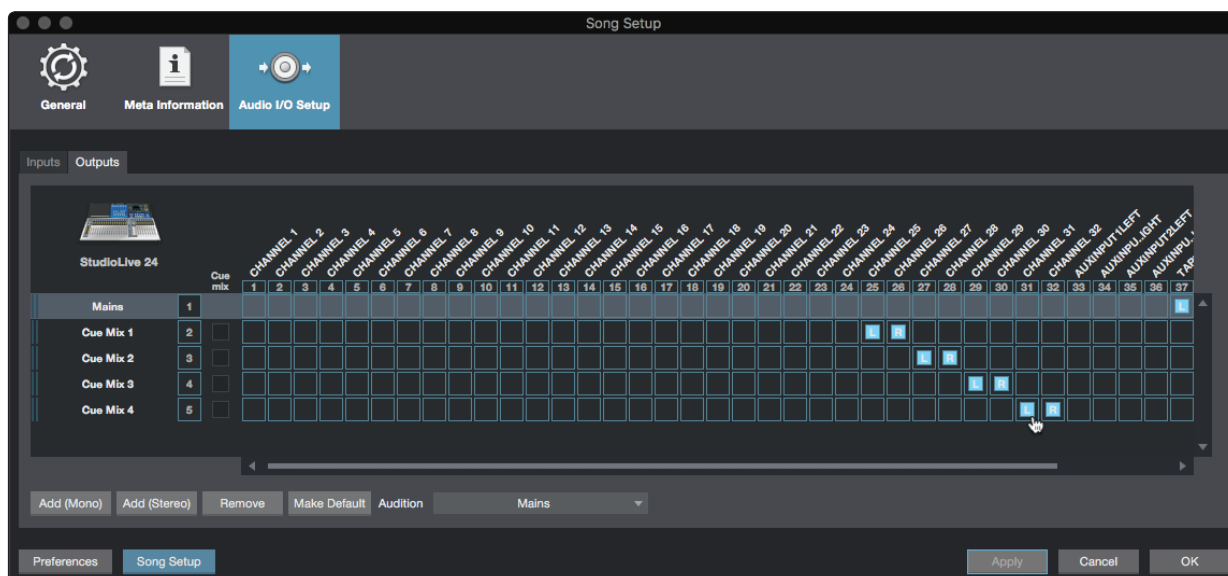 Song Setup
General
Meta Information
Audio I/O Setup
Inputs
Outputs
StudioLive 24
Cue
mix
CHANNEL 1
CHANNEL 2
CHANNEL 3
CHANNEL 4
CHANNEL 5
CHANNEL 6
CHANNEL 7
CHANNEL 8
CHANNEL 9
CHANNEL 10
CHANNEL 11
CHANNEL 12
CHANNEL 13
CHANNEL 14
CHANNEL 15
CHANNEL 16
CHANNEL 17
CHANNEL 18
CHANNEL 19
CHANNEL 20
CHANNEL 21
CHANNEL 22
CHANNEL 23
CHANNEL 24
CHANNEL 25
CHANNEL 26
CHANNEL 27
CHANNEL 28
CHANNEL 29
CHANNEL 30
CHANNEL 31
CHANNEL 32
AUXINPUT1LEFT
AUXINPU..IGHT
AUXINPUT2LEFT
AUXINPU..
TAP
1 2 3 4 5 6 7 8 9 10 11 12 13 14 15 16 17 18 19 20 21 22 23 24 25 26 27 28 29 30 31 32 33 34 35 36 37
Mains 1 L
Cue Mix 1 2 L R
Cue Mix 2 3 L R
Cue Mix 3 4 L R
Cue Mix 4 5 L R
Add (Mono) Add (Stereo) Remove Make Default Audition Mains
Preferences Song Setup Apply Cancel OK